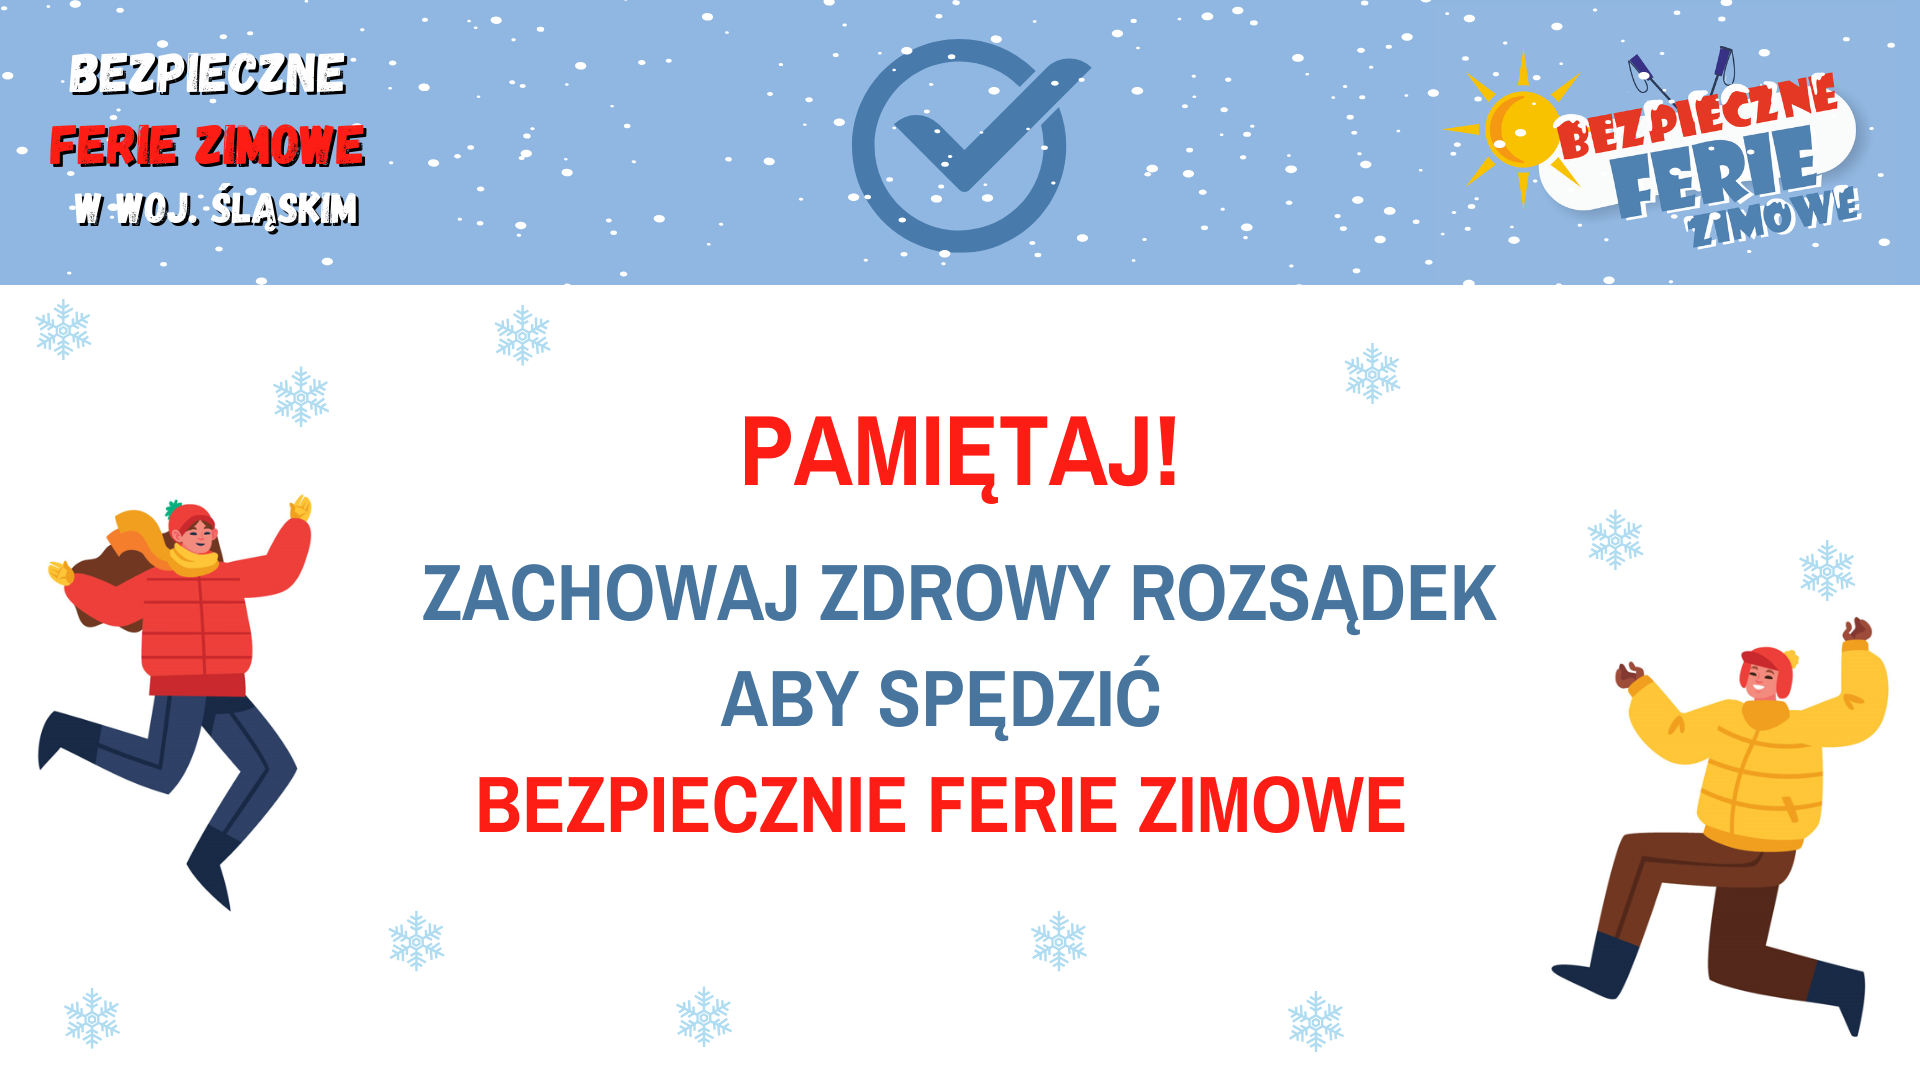 BEZPIECZNE
FERIE ZIMOWE
W WOJ. ŚLĄSKIM
BEZPIECZNE
FERIE
ZIMOWE
PAMIĘTAJ!
ZACHOWAJ ZDROWY ROZSĄDEK
ABY SPĘDZIĆ
BEZPIECZNIE FERIE ZIMOWE